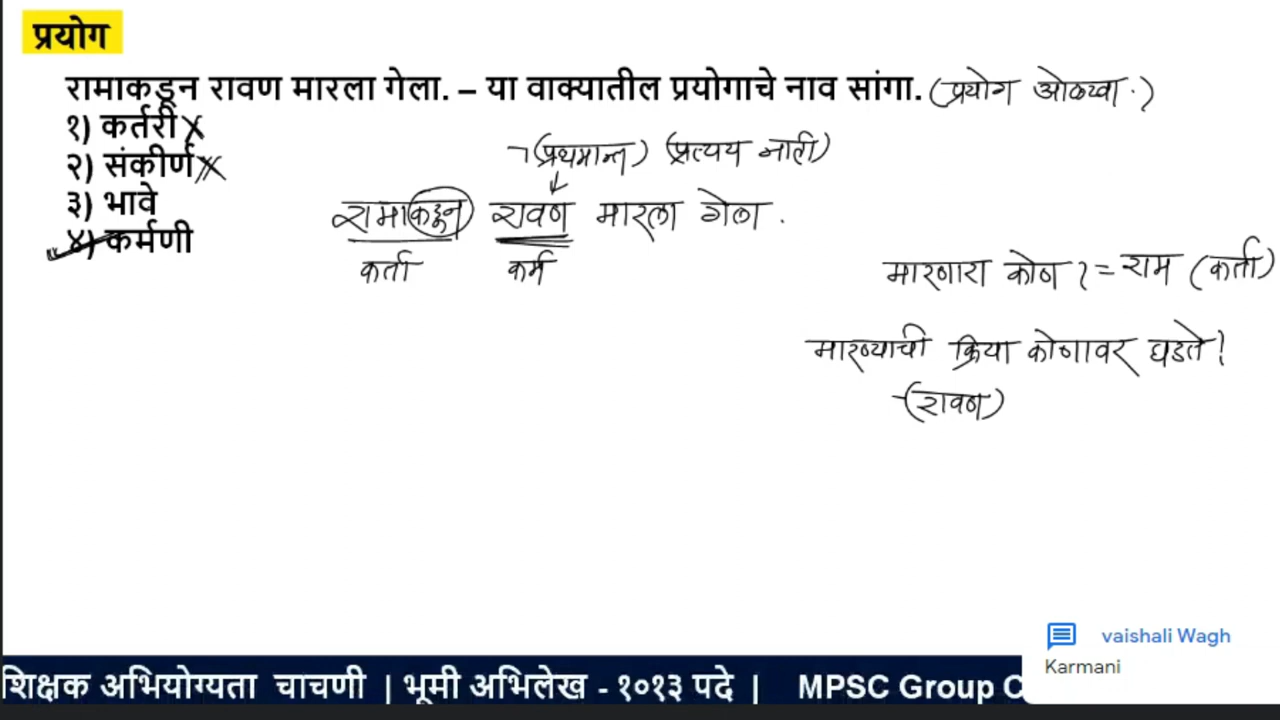 प्रयोग
रामाकडून रावण मारला गेला. – या वाक्यातील प्रयोगाचे नाव सांगा. (प्रयोग ओळखा.)
१) कर्तरी X
२) संकीर्ण X
३) भावे
४) कर्मणी
(प्रथमान्त) (प्रत्यय नाही)
रामाकडून रावण मारला गेला.
कर्ता कर्म
मारणारा कोण ? = राम (कर्ता)
मारण्याची क्रिया कोणावर घडते?
(रावण)
vaishali Wagh
Karmani
शिक्षक अभियोग्यता चाचणी | भूमी अभिलेख - १०१३ पदे | MPSC Group C